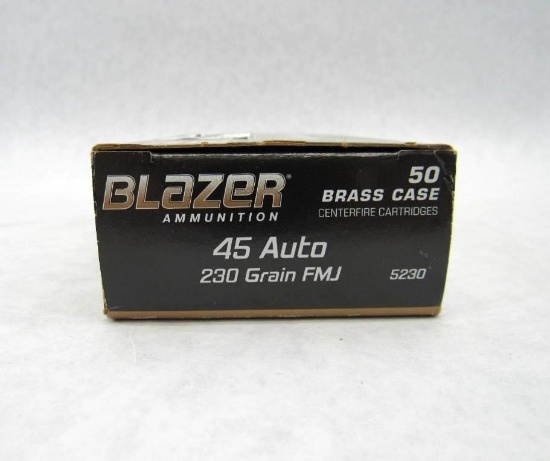 BLAZER®
AMMUNITION
50
BRASS CASE
CENTERFIRE CARTRIDGES
45 Auto
230 Grain FMJ
5230